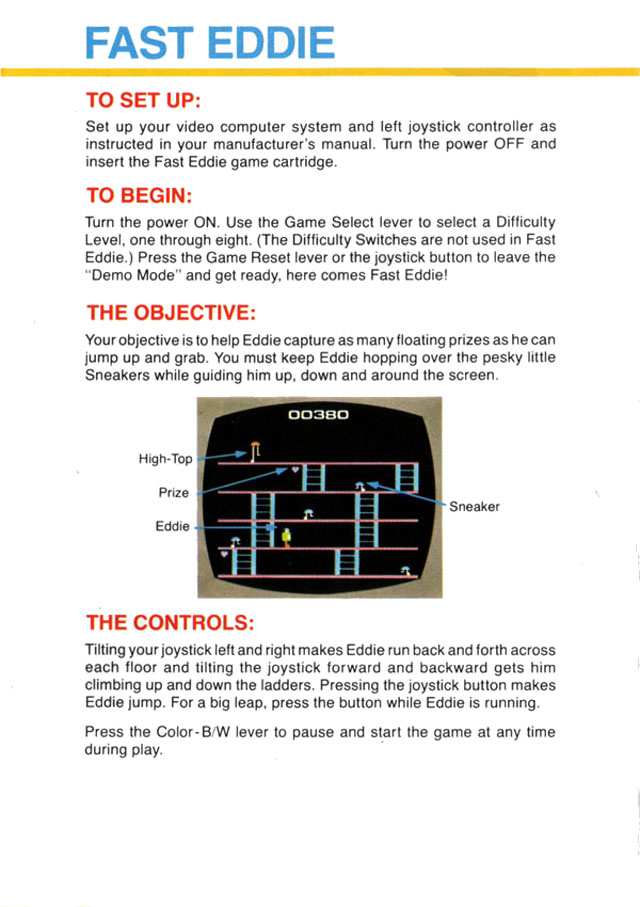 FAST EDDIE
TO SET UP:
Set up your video computer system and left joystick controller as
instructed in your manufacturer's manual. Turn the power OFF and
insert the Fast Eddie game cartridge.
TO BEGIN:
Turn the power ON. Use the Game Select lever to select a Difficulty
Level, one through eight. (The Difficulty Switches are not used in Fast
Eddie.) Press the Game Reset lever or the joystick button to leave the
"Demo Mode" and get ready, here comes Fast Eddie!
THE OBJECTIVE:
Your objective is to help Eddie capture as many floating prizes as he can
jump up and grab. You must keep Eddie hopping over the pesky little
Sneakers while guiding him up, down and around the screen.
00380
High-Top
Prize
Sneaker
Eddie
THE CONTROLS:
Tilting your joystick left and right makes Eddie run back and forth across
each floor and tilting the joystick forward and backward gets him
climbing up and down the ladders. Pressing the joystick button makes
Eddie jump. For a big leap, press the button while Eddie is running.
Press the Color-B/W lever to pause and start the game at any time
during play.